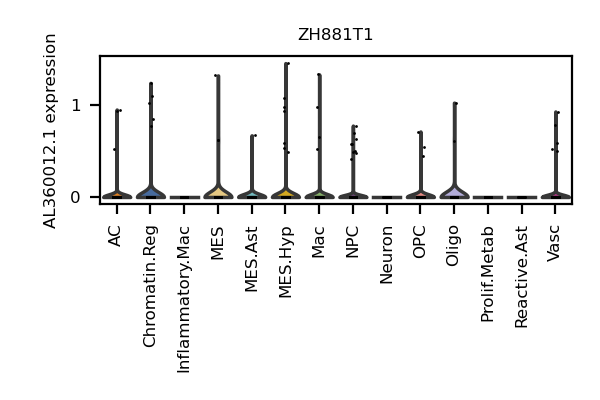 ZH881T1
AL360012.1 expression
1
0
AC
Chromatin.Reg
Inflammatory.Mac
MES
MES.Ast
MES.Hyp
Mac
NPC
Neuron
OPC
Oligo
Prolif.Metab
Reactive.Ast
Vasc